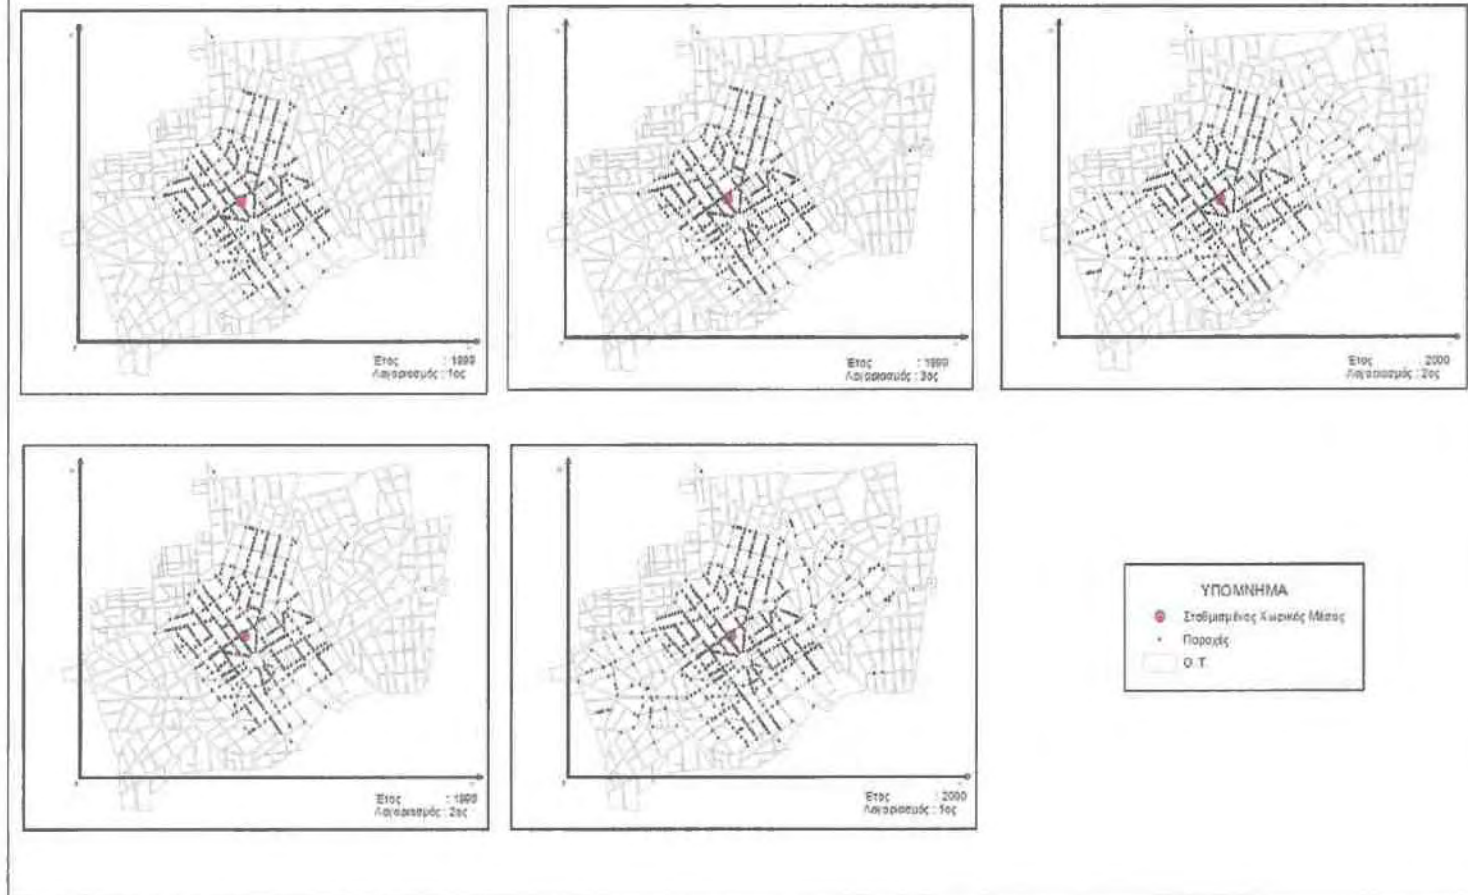 Έτος : 1999
Λογαριασμός : 1ος
Έτος : 1999
Λογαριασμός : 3ος
Έτος : 2000
Λογαριασμός : 2ος
Έτος : 1999
Λογαριασμός : 2ος
Έτος : 2000
Λογαριασμός : 1ος
ΥΠΟΜΝΗΜΑ
Σταθμισμένος Χωρικός Μέσος
Παροχές
Ο.Τ.